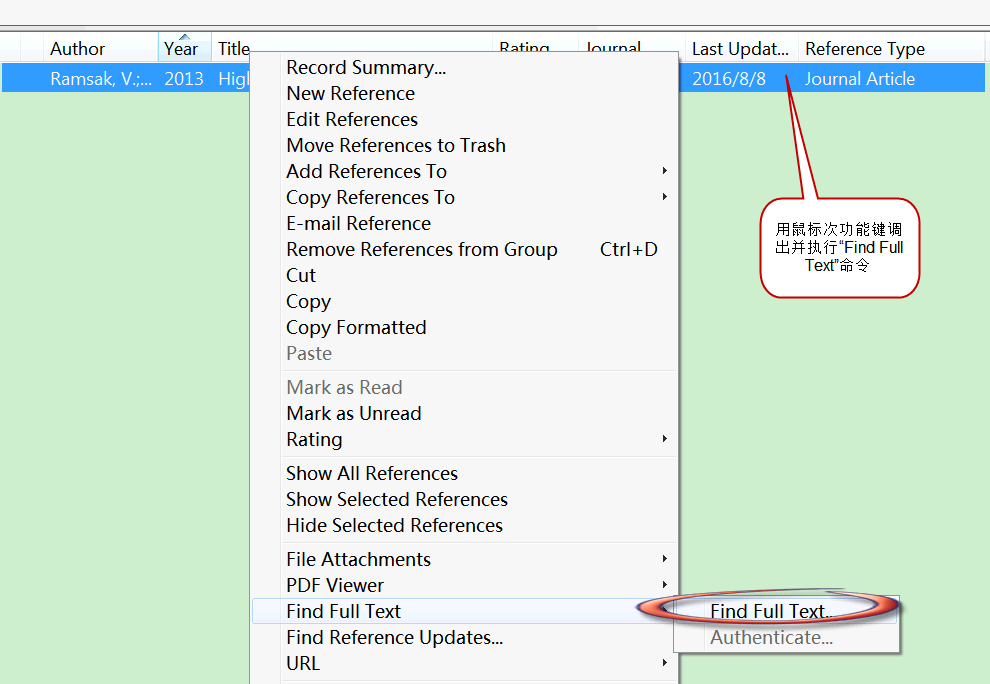 Author Year Title Rating Journal Last Updat... Reference Type
Ramsak, V.;... 2013 High 2016/8/8 Journal Article
Record Summary...
New Reference
Edit References
Move References to Trash
Add References To
Copy References To
E-mail Reference
Remove References from Group Ctrl+D
Cut
Copy
Copy Formatted
Paste
Mark as Read
Mark as Unread
Rating
Show All References
Show Selected References
Hide Selected References
File Attachments
PDF Viewer
Find Full Text
Find Reference Updates...
URL
Find Full Text...
Authenticate...
用鼠标次功能键调
出并执行“Find Full
Text”命令